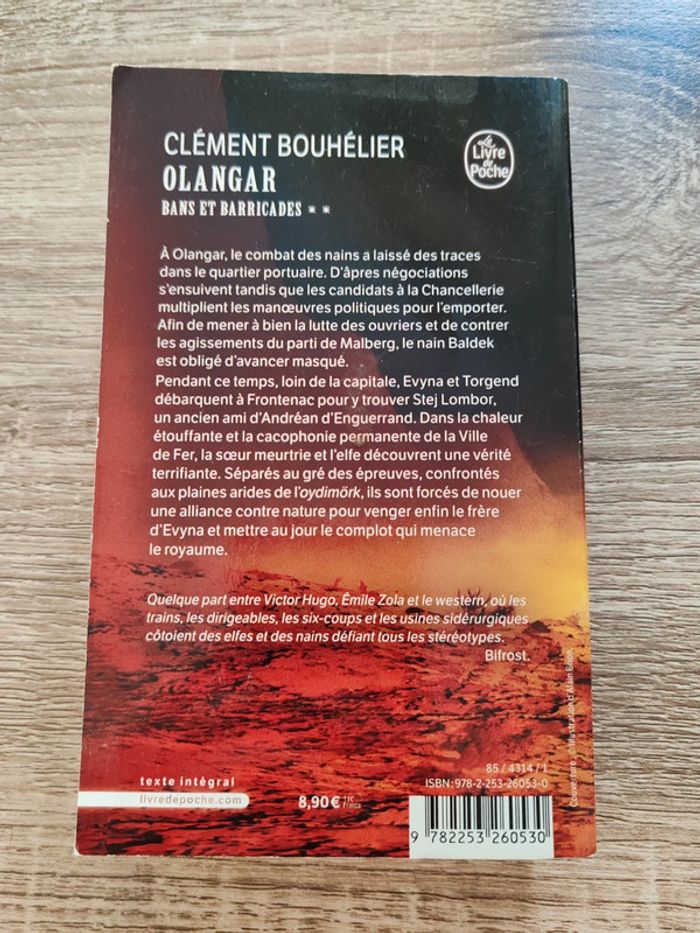 CLÉMENT BOUHÉLIER
OLANGAR
BANS ET BARRICADES * *
Le
Livre
de
Poche
À Olangar, le combat des nains a laissé des traces
dans le quartier portuaire. D'âpres négociations
s'ensuivent tandis que les candidats à la Chancellerie
multiplient les manœuvres politiques pour l'emporter.
Afin de mener à bien la lutte des ouvriers et de contrer
les agissements du parti de Malberg, le nain Baldek
est obligé d'avancer masqué.
Pendant ce temps, loin de la capitale, Evyna et Torgend
débarquent à Frontenac pour y trouver Stej Lombor,
un ancien ami d'Andréan d'Enguerrand. Dans la chaleur
étouffante et la cacophonie permanente de la Ville
de Fer, la sœur meurtrie et l'elfe découvrent une vérité
terrifiante. Séparés au gré des épreuves, confrontés
aux plaines arides de l'oydimörk, ils sont forcés de nouer
une alliance contre nature pour venger enfin le frère
d'Evyna et mettre au jour le complot qui menace
le royaume.
Quelque part entre Victor Hugo, Émile Zola et le western, où les
trains, les dirigeables, les six-coups et les usines sidérurgiques
côtoient des elfes et des nains défiant tous les stéréotypes.
Bifrost.
texte intégral
livredepoche.com
8,90 € TTC
France
85 / 4314 / 1
ISBN : 978-2-253-26053-0
9 782253 260530
Couverture : Illustration d'Alain Brion.